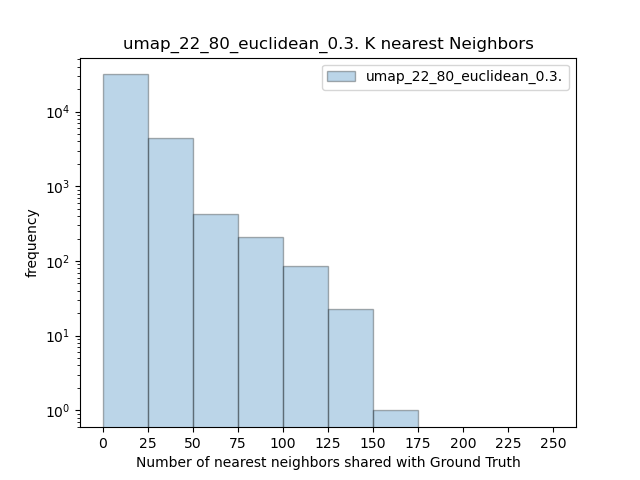 umap_22_80_euclidean_0.3. K nearest Neighbors
umap_22_80_euclidean_0.3.
10⁴
10³
10²
10¹
10⁰
frequency
0 25 50 75 100 125 150 175 200 225 250
Number of nearest neighbors shared with Ground Truth